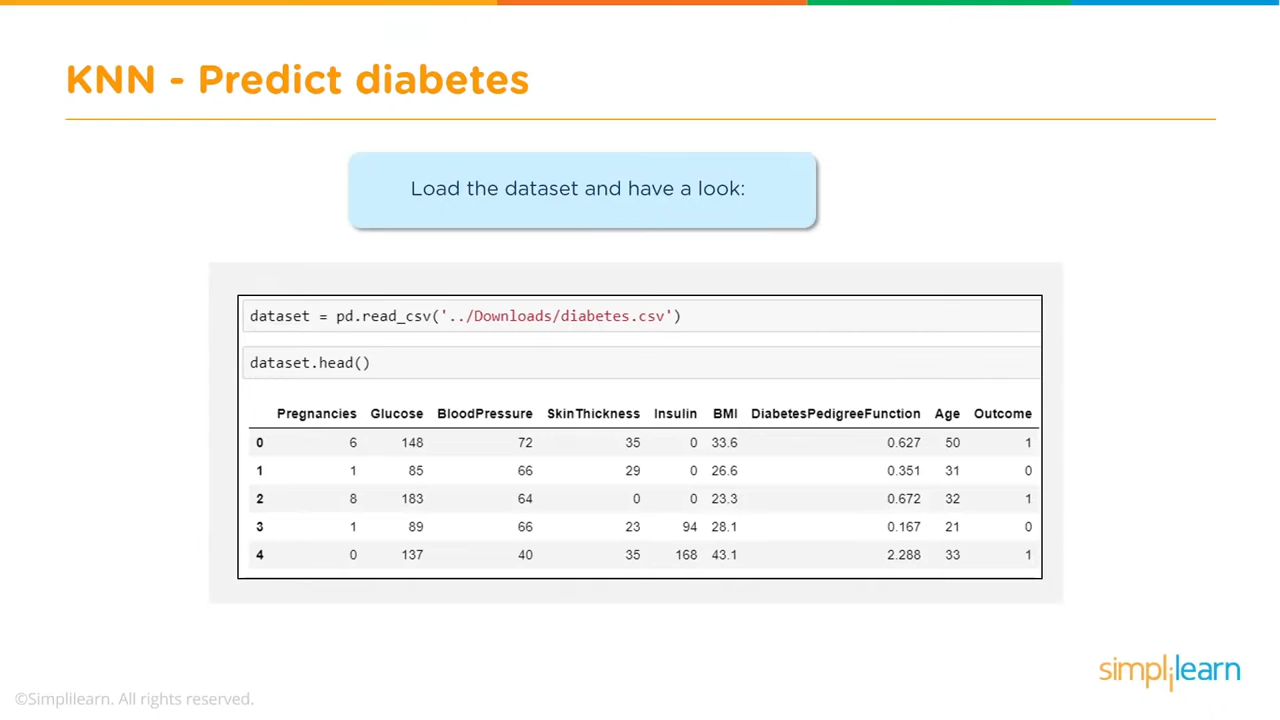 KNN - Predict diabetes
Load the dataset and have a look:
dataset = pd.read_csv('../Downloads/diabetes.csv')
dataset.head()
Pregnancies Glucose BloodPressure SkinThickness Insulin BMI DiabetesPedigreeFunction Age Outcome
0 6 148 72 35 0 33.6 0.627 50 1
1 1 85 66 29 0 26.6 0.351 31 0
2 8 183 64 0 0 23.3 0.672 32 1
3 1 89 66 23 94 28.1 0.167 21 0
4 0 137 40 35 168 43.1 2.288 33 1
simplilearn
©Simplilearn. All rights reserved.